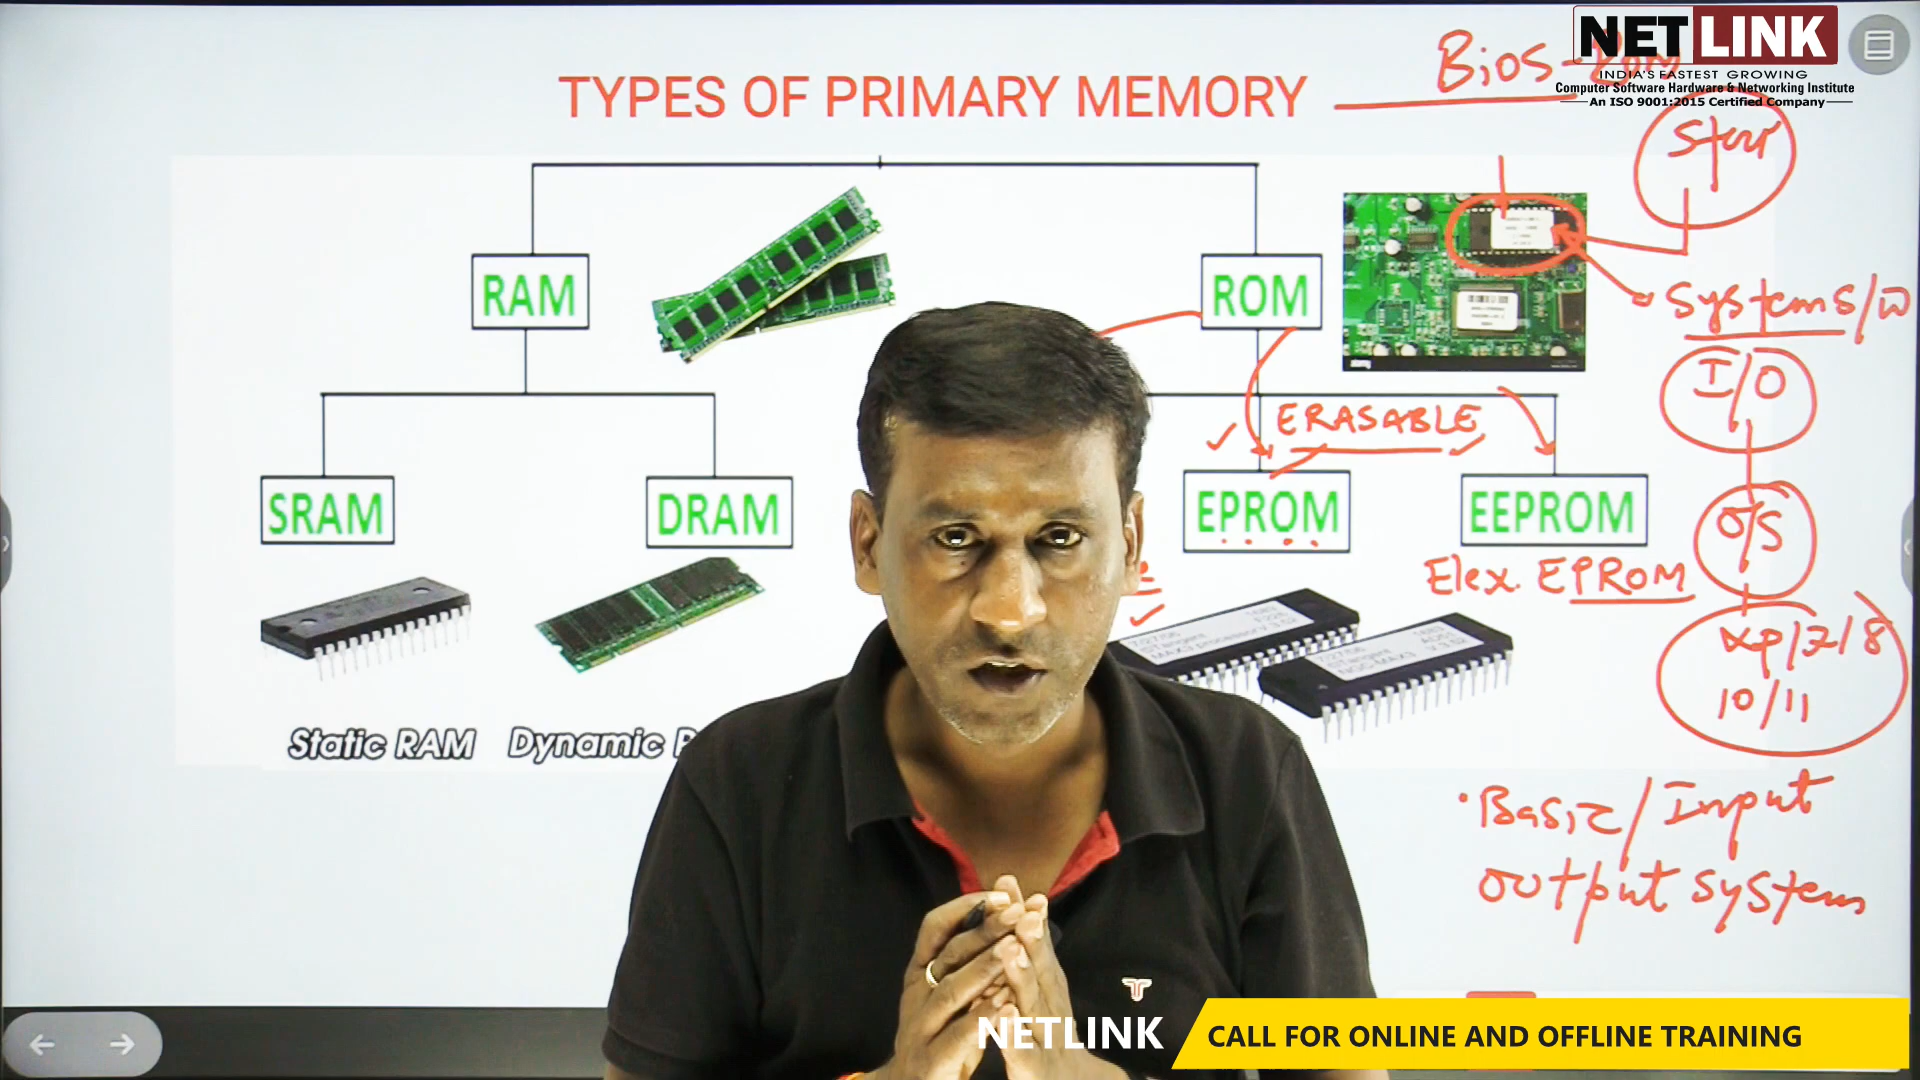 Bios-Rom
NETLINK
INDIA'S FASTEST GROWING
Computer Software Hardware & Networking Institute
An ISO 9001:2015 Certified Company
TYPES OF PRIMARY MEMORY
RAM
ROM
System S/W
I/O
ERASABLE
SRAM
DRAM
EPROM
EEPROM
O/S
Elex. EPROM
xp/7/8
10/11
Static RAM
Dynamic R
Basic/Input
output system
NETLINK
CALL FOR ONLINE AND OFFLINE TRAINING